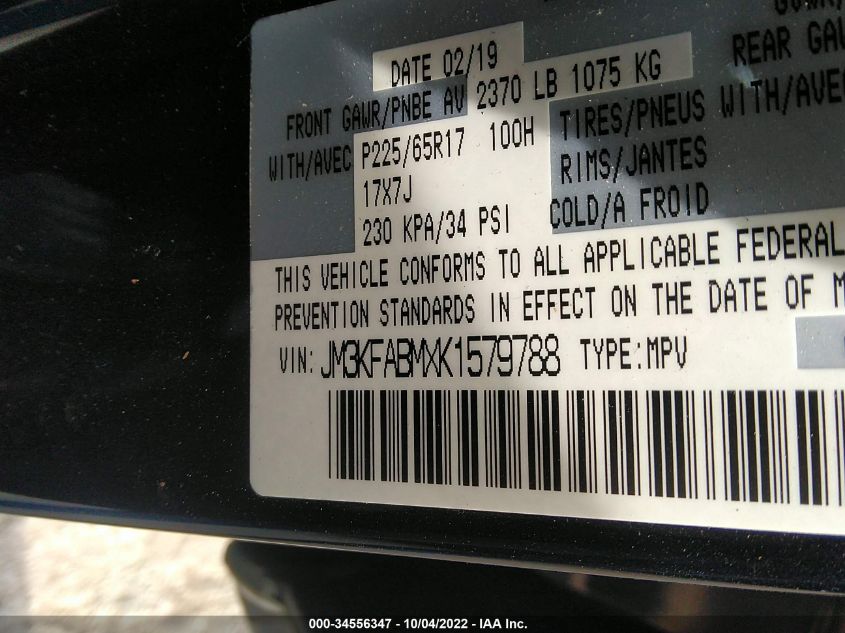 DATE 02/19
FRONT GAWR/PNBE AV 2370 LB 1075 KG
REAR
WITH/AVEC P225/65R17 100H TIRES/PNEUS WITH/AVEC
17X7J RIMS/JANTES
230 KPA/34 PSI COLD/A FROID
THIS VEHICLE CONFORMS TO ALL APPLICABLE FEDERAL
PREVENTION STANDARDS IN EFFECT ON THE DATE OF M
VIN: JM3KFABMXK1579788 TYPE:MPV
000-34556347 - 10/04/2022 - IAA Inc.